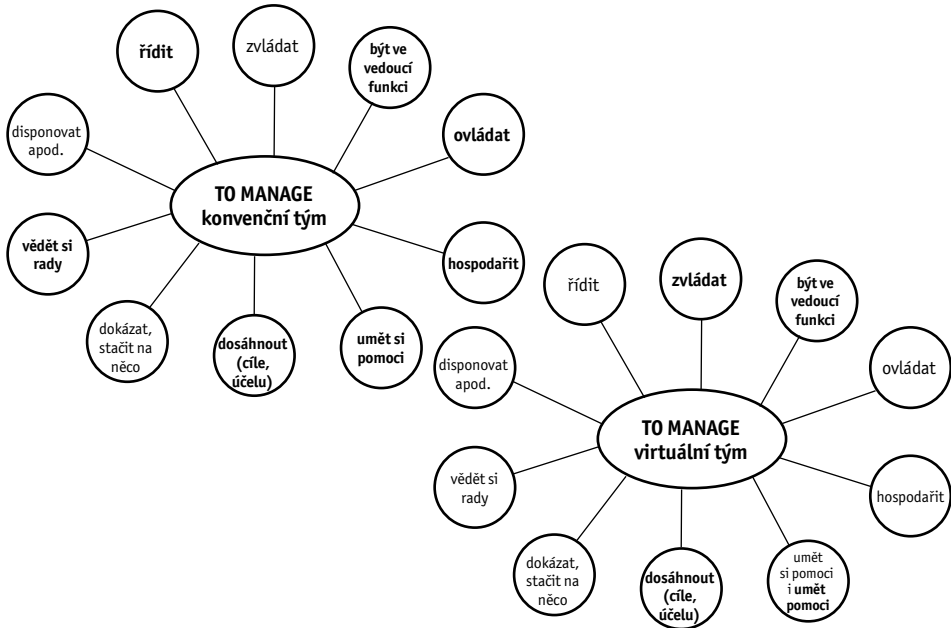 řídit
zvládat
být ve
vedoucí
funkci
disponovat
apod.
ovládat
TO MANAGE
konvenční tým
vědět si
rady
hospodařit
dokázat,
stačit na
něco
dosáhnout
(cíle,
účelu)
umět si
pomoci
řídit
zvládat
být ve
vedoucí
funkci
disponovat
apod.
ovládat
TO MANAGE
virtuální tým
vědět si
rady
hospodařit
dokázat,
stačit na
něco
dosáhnout
(cíle,
účelu)
umět
si pomoci
i umět
pomoci